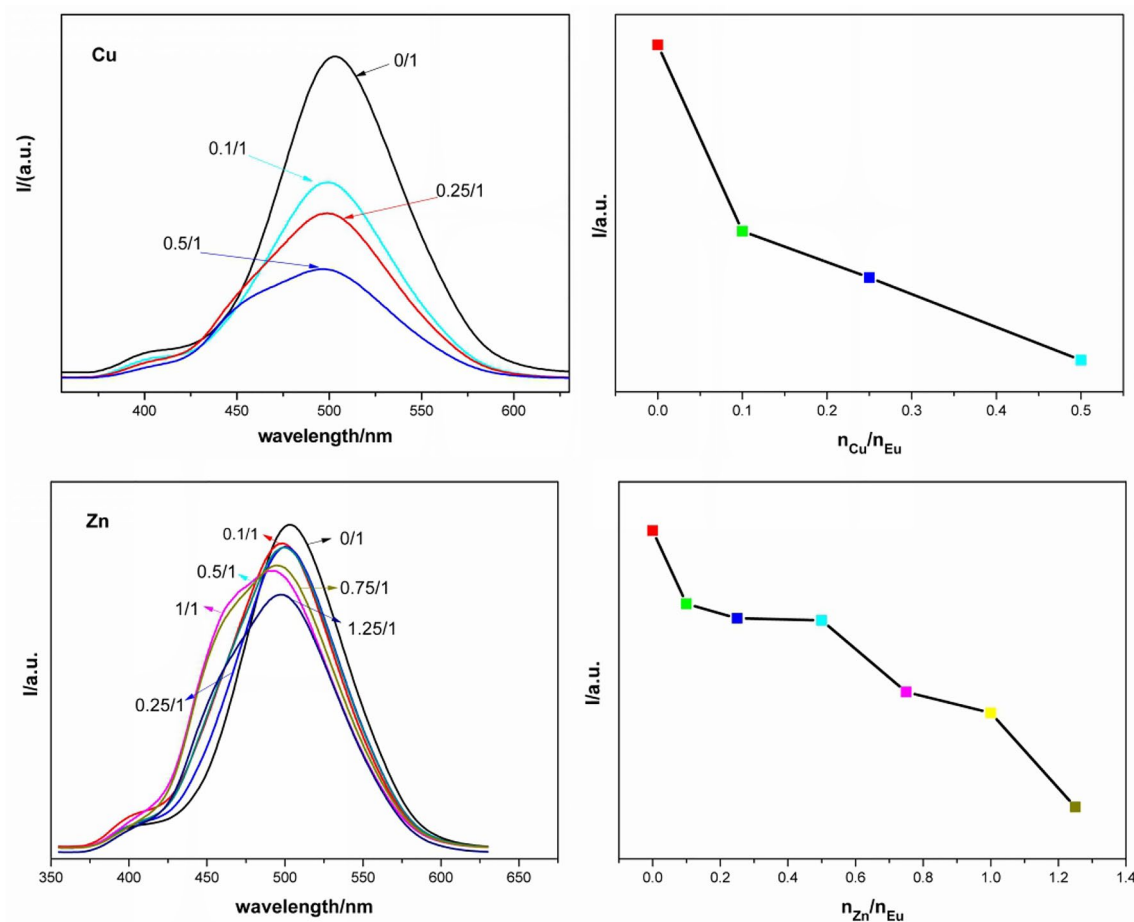 Cu
0/1
0.1/1
0.25/1
0.5/1
I/(a.u.)
400 450 500 550 600
wavelength/nm
I/a.u.
0.0 0.1 0.2 0.3 0.4 0.5
nCu/nEu
Zn
0.1/1
0/1
0.5/1
0.75/1
1/1
1.25/1
0.25/1
I/a.u.
350 400 450 500 550 600 650
wavelength/nm
I/a.u.
0.0 0.2 0.4 0.6 0.8 1.0 1.2 1.4
nZn/nEu